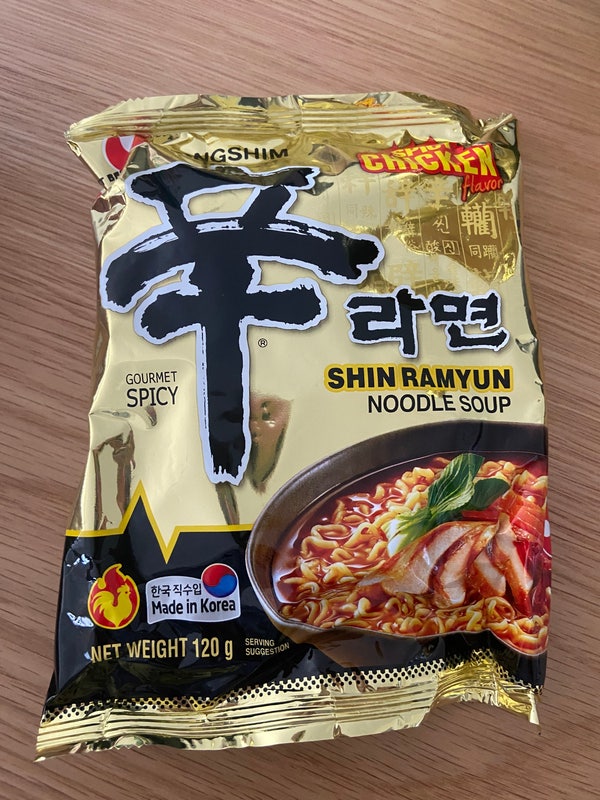 NGSHIM
CHICKEN
flavor
辛
라면
®
GOURMET
SPICY
SHIN RAMYUN
NOODLE SOUP
한국 직수입
Made in Korea
NET WEIGHT 120 g
SERVING
SUGGESTION